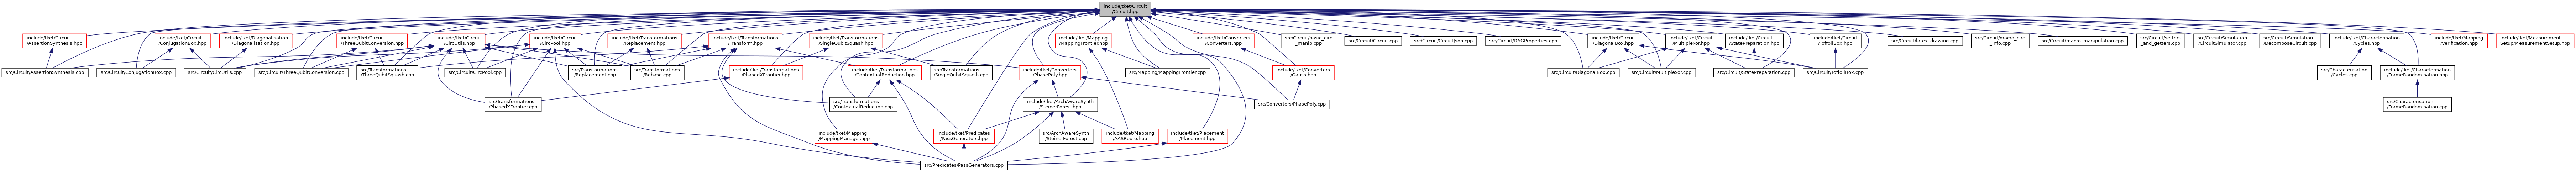 include/tket/Circuit
/Circuit.hpp
include/tket/Circuit
/AssertionSynthesis.hpp
include/tket/Circuit
/ConjugationBox.hpp
include/tket/Diagonalisation
/Diagonalisation.hpp
include/tket/Circuit
/ThreeQubitConversion.hpp
include/tket/Circuit
/CircUtils.hpp
include/tket/Circuit
/CircPool.hpp
include/tket/Transformations
/Replacement.hpp
include/tket/Transformations
/Transform.hpp
include/tket/Transformations
/SingleQubitSquash.hpp
include/tket/Mapping
/MappingFrontier.hpp
include/tket/Converters
/Converters.hpp
src/Circuit/basic_circ
_manip.cpp
src/Circuit/Circuit.cpp
src/Circuit/CircuitJson.cpp
src/Circuit/DAGProperties.cpp
include/tket/Circuit
/DiagonalBox.hpp
include/tket/Circuit
/Multiplexor.hpp
include/tket/Circuit
/StatePreparation.hpp
include/tket/Circuit
/ToffoliBox.hpp
src/Circuit/latex_drawing.cpp
src/Circuit/macro_circ
_info.cpp
src/Circuit/macro_manipulation.cpp
src/Circuit/setters
_and_getters.cpp
src/Circuit/Simulation
/CircuitSimulator.cpp
src/Circuit/Simulation
/DecomposeCircuit.cpp
include/tket/Characterisation
/Cycles.hpp
include/tket/Mapping
/Verification.hpp
include/tket/Measurement
Setup/MeasurementSetup.hpp
src/Circuit/AssertionSynthesis.cpp
src/Circuit/ConjugationBox.cpp
src/Circuit/CircUtils.cpp
src/Circuit/ThreeQubitConversion.cpp
src/Transformations
/ThreeQubitSquash.cpp
src/Circuit/CircPool.cpp
src/Transformations
/Replacement.cpp
src/Transformations
/Rebase.cpp
include/tket/Transformations
/PhasedXFrontier.hpp
include/tket/Transformations
/ContextualReduction.hpp
src/Transformations
/SingleQubitSquash.cpp
include/tket/Converters
/PhasePoly.hpp
src/Mapping/MappingFrontier.cpp
include/tket/Converters
/Gauss.hpp
src/Circuit/DiagonalBox.cpp
src/Circuit/Multiplexor.cpp
src/Circuit/StatePreparation.cpp
src/Circuit/ToffoliBox.cpp
src/Characterisation
/Cycles.cpp
include/tket/Characterisation
/FrameRandomisation.hpp
src/Transformations
/PhasedXFrontier.cpp
src/Transformations
/ContextualReduction.cpp
include/tket/ArchAwareSynth
/SteinerForest.hpp
src/Converters/PhasePoly.cpp
src/Characterisation
/FrameRandomisation.cpp
include/tket/Mapping
/MappingManager.hpp
include/tket/Predicates
/PassGenerators.hpp
src/ArchAwareSynth
/SteinerForest.cpp
include/tket/Mapping
/AASRoute.hpp
include/tket/Placement
/Placement.hpp
src/Predicates/PassGenerators.cpp